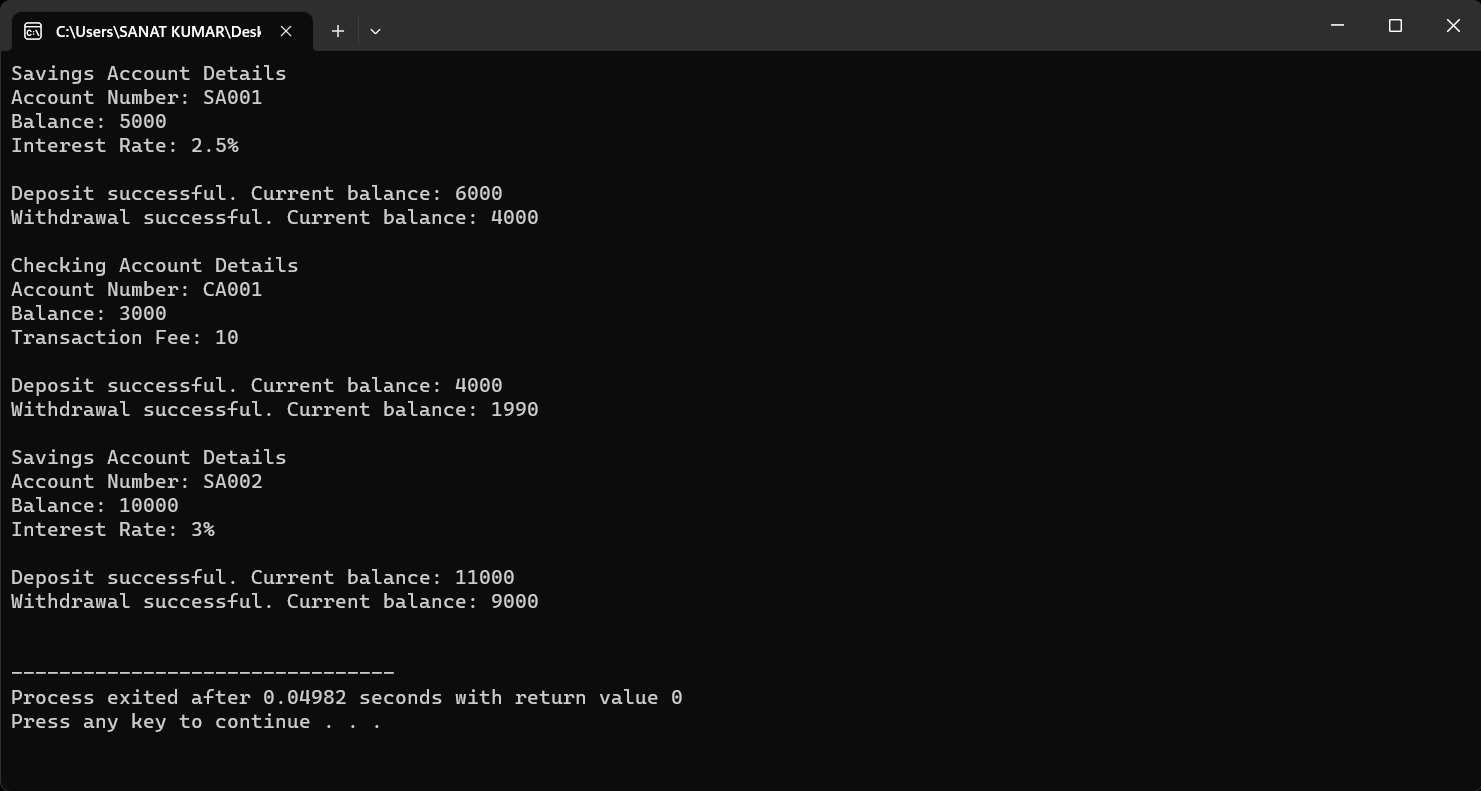 C:\Users\SANAT KUMAR\Desk
Savings Account Details
Account Number: SA001
Balance: 5000
Interest Rate: 2.5%
Deposit successful. Current balance: 6000
Withdrawal successful. Current balance: 4000
Checking Account Details
Account Number: CA001
Balance: 3000
Transaction Fee: 10
Deposit successful. Current balance: 4000
Withdrawal successful. Current balance: 1990
Savings Account Details
Account Number: SA002
Balance: 10000
Interest Rate: 3%
Deposit successful. Current balance: 11000
Withdrawal successful. Current balance: 9000
--------------------------------
Process exited after 0.04982 seconds with return value 0
Press any key to continue . . .